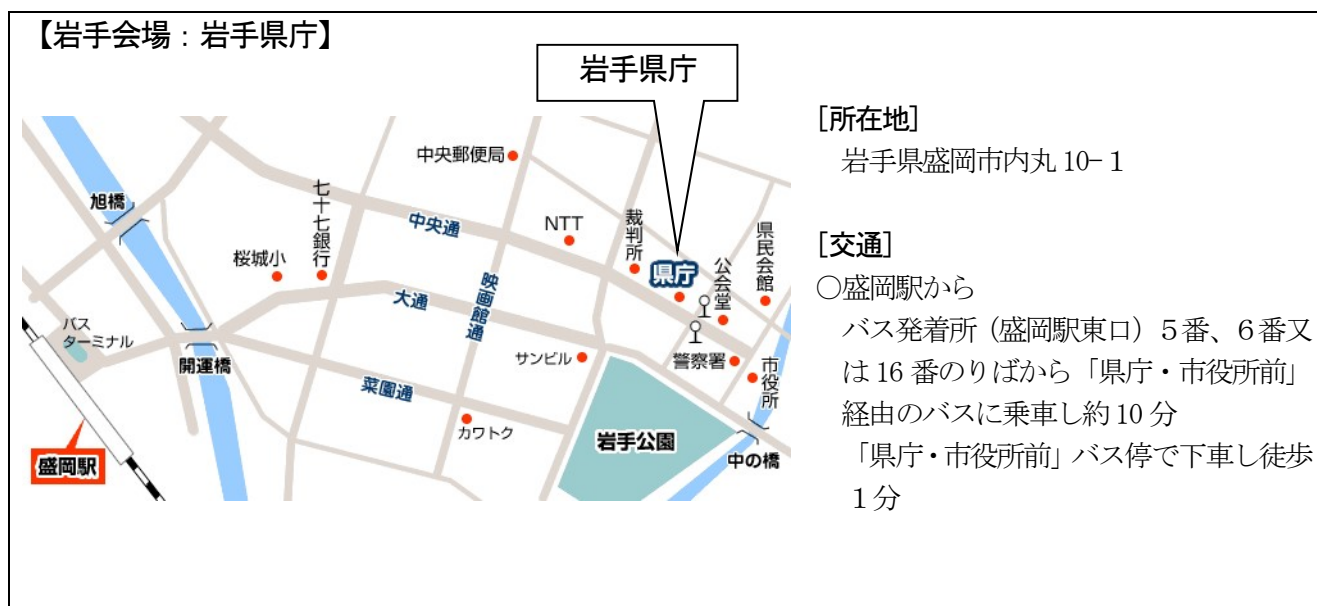 【岩手会場：岩手県庁】
岩手県庁
中央郵便局
旭橋
七十七銀行
中央通
NTT
裁判所
県庁
公会堂
県民会館
桜城小
大通
映画館通
バス
ターミナル
開運橋
サンビル
警察署
市役所
菜園通
カワトク
岩手公園
中の橋
盛岡駅
［所在地］
岩手県盛岡市内丸 10-1
［交通］
○盛岡駅から
バス発着所（盛岡駅東口）５番、６番又
は 16 番のりばから「県庁・市役所前」
経由のバスに乗車し約 10 分
「県庁・市役所前」バス停で下車し徒歩
１分